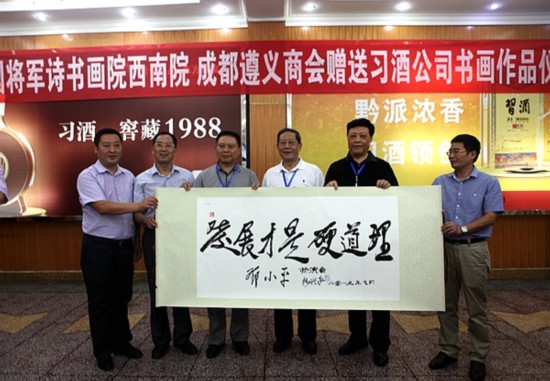 国将军诗书画院西南院 成都遵义商会赠送习酒公司书画作品仪
习酒 窖藏1988
黔派浓香
酒领
習酒
发展才是硬道理
邓小平